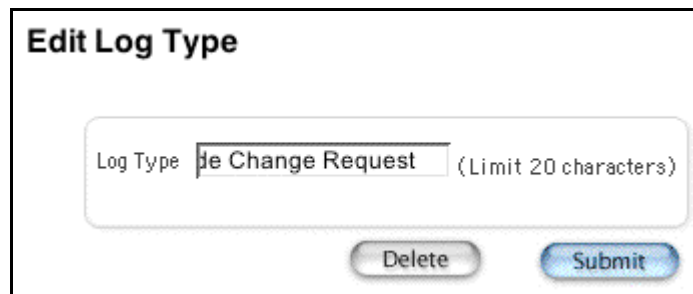 Edit Log Type
Log Type de Change Request (Limit 20 characters)
Delete Submit